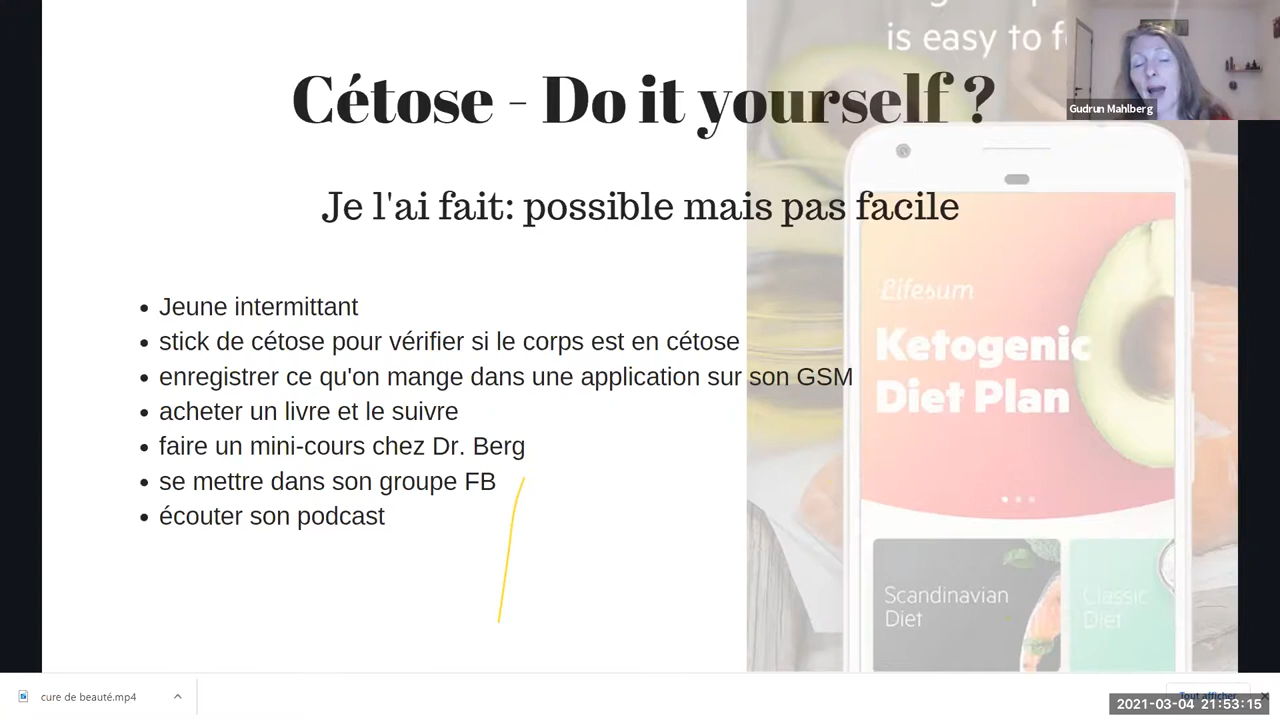 is easy to f
Gudrun Mahlberg
Cétose - Do it yourself ?
Je l'ai fait: possible mais pas facile
Jeune intermittant
stick de cétose pour vérifier si le corps est en cétose
enregistrer ce qu'on mange dans une application sur son GSM
acheter un livre et le suivre
faire un mini-cours chez Dr. Berg
se mettre dans son groupe FB
écouter son podcast
Lifesum
Ketogenic
Diet Plan
Scandinavian
Diet
Classic
Diet
cure de beauté.mp4
Tout afficher
2021-03-04 21:53:15